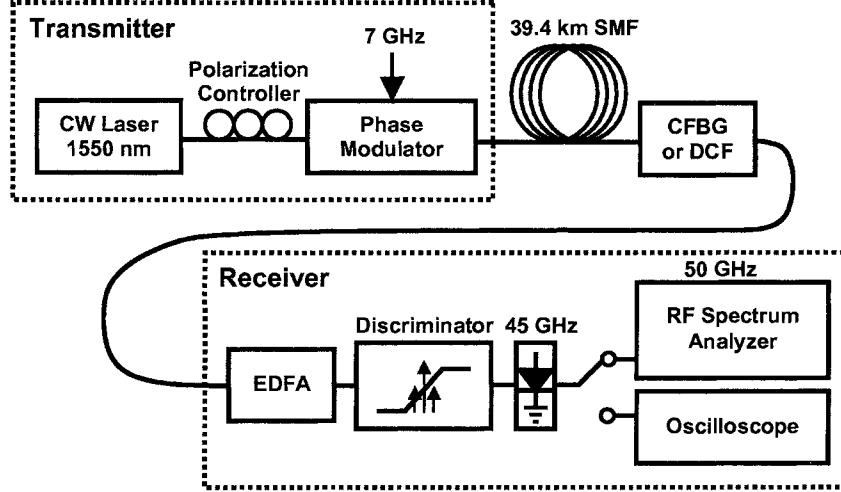 Transmitter
7 GHz
39.4 km SMF
Polarization
Controller
CW Laser
1550 nm
Phase
Modulator
CFBG
or DCF
Receiver
50 GHz
Discriminator
45 GHz
RF Spectrum
Analyzer
EDFA
Oscilloscope